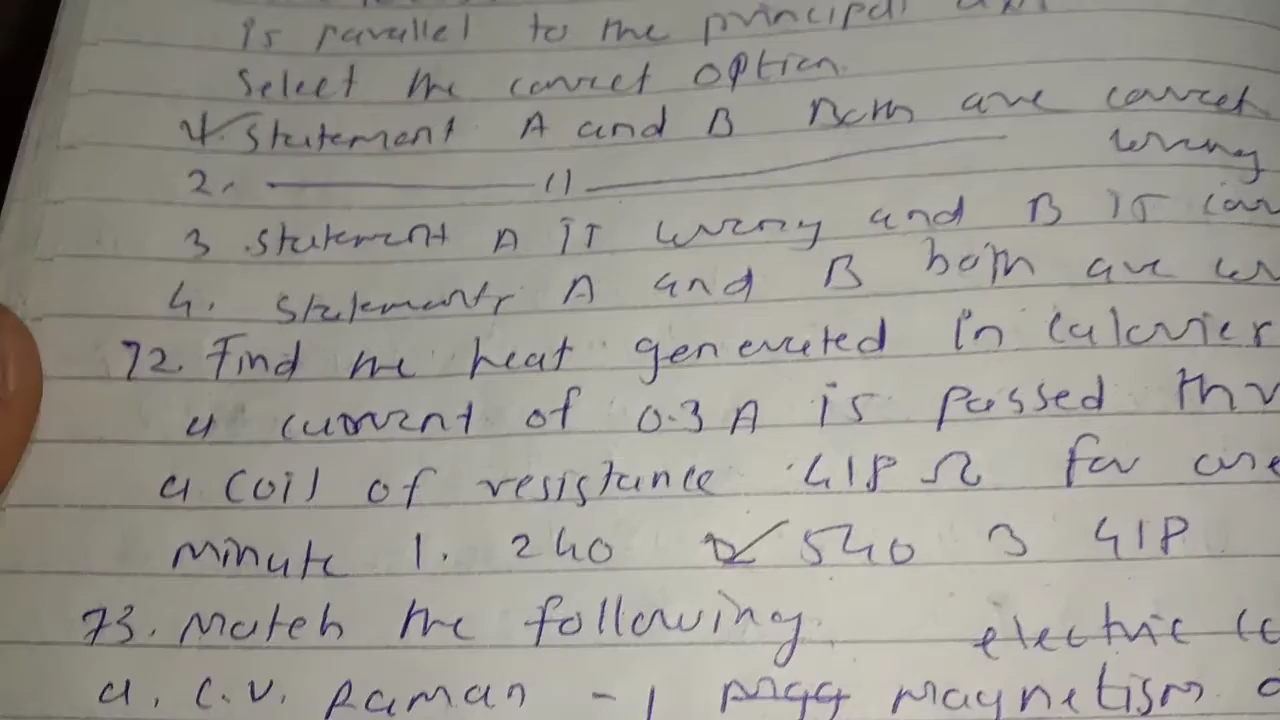 is parallel to the principal
Select the correct option.
1. Statement A and B Both are correct
2. —— 11 —— wrong
3. statement A is wrong and B is
4. statements A and B both are
72. Find the heat generated in calories
a current of 0.3 A is passed
a coil of resistance 418 Ω for one
minute 1. 240 2 540 3 418
73. Match the following. electric
a. C.V. Raman - 1 magnetism